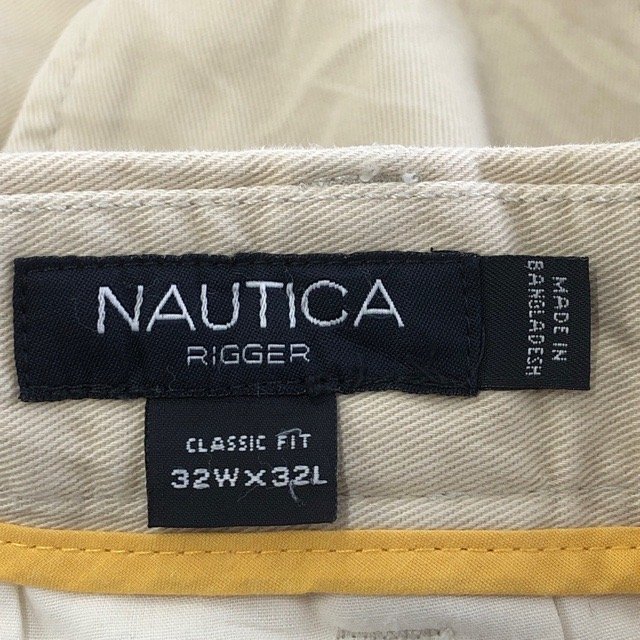 NAUTICA
RIGGER
MADE IN
BANGLADESH
CLASSIC FIT
32W X 32L